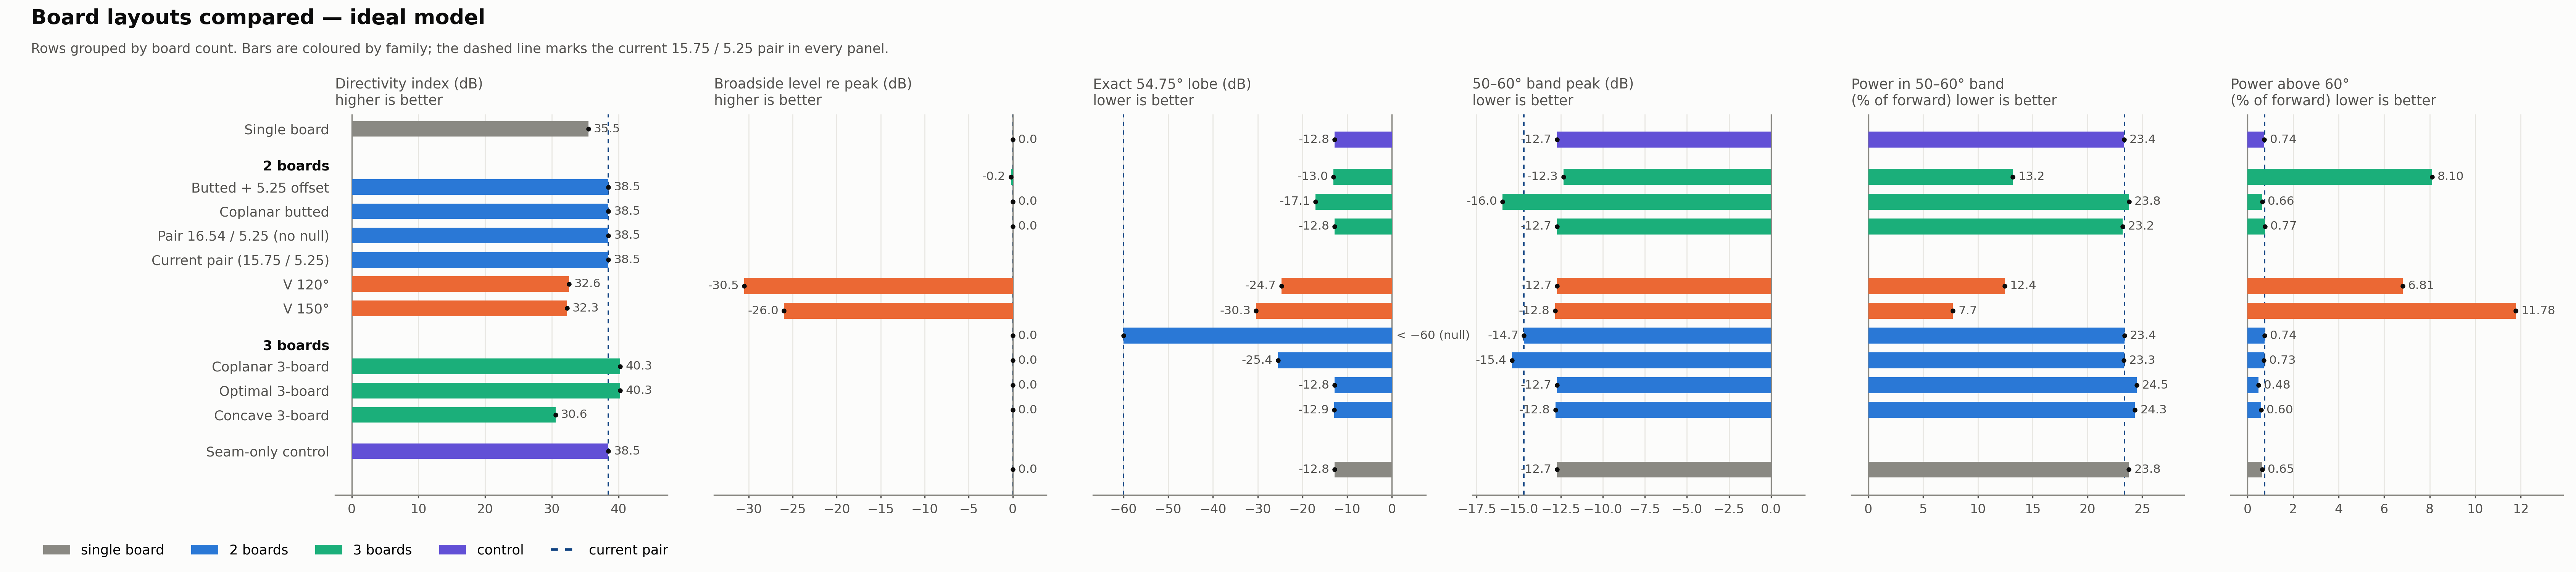 Board layouts compared — ideal model
Rows grouped by board count. Bars are coloured by family; the dashed line marks the current 15.75 / 5.25 pair in every panel.
Directivity index (dB)
higher is better
Single board
2 boards
Butted + 5.25 offset
Coplanar butted
Pair 16.54 / 5.25 (no null)
Current pair (15.75 / 5.25)
V 120°
V 150°
3 boards
Coplanar 3-board
Optimal 3-board
Concave 3-board
Seam-only control
35.5
38.5
38.5
38.5
38.5
32.6
32.3
40.3
40.3
30.6
38.5
0 10 20 30 40
Broadside level re peak (dB)
higher is better
0.0
-0.2
0.0
0.0
-30.5
-26.0
0.0
0.0
0.0
0.0
0.0
−30 −25 −20 −15 −10 −5 0
Exact 54.75° lobe (dB)
lower is better
-12.8
-13.0
-17.1
-12.8
-24.7
-30.3
< −60 (null)
-25.4
-12.8
-12.9
-12.8
−60 −50 −40 −30 −20 −10 0
50–60° band peak (dB)
lower is better
-12.7
-12.3
-16.0
-12.7
-12.7
-12.8
-14.7
-15.4
-12.7
-12.8
-12.7
−17.5 −15.0 −12.5 −10.0 −7.5 −5.0 −2.5 0.0
Power in 50–60° band
(% of forward) lower is better
23.4
13.2
23.8
23.2
12.4
7.7
23.4
23.3
24.5
24.3
23.8
0 5 10 15 20 25
Power above 60°
(% of forward) lower is better
0.74
8.10
0.66
0.77
6.81
11.78
0.74
0.73
0.48
0.60
0.65
0 2 4 6 8 10 12
single board
2 boards
3 boards
control
current pair